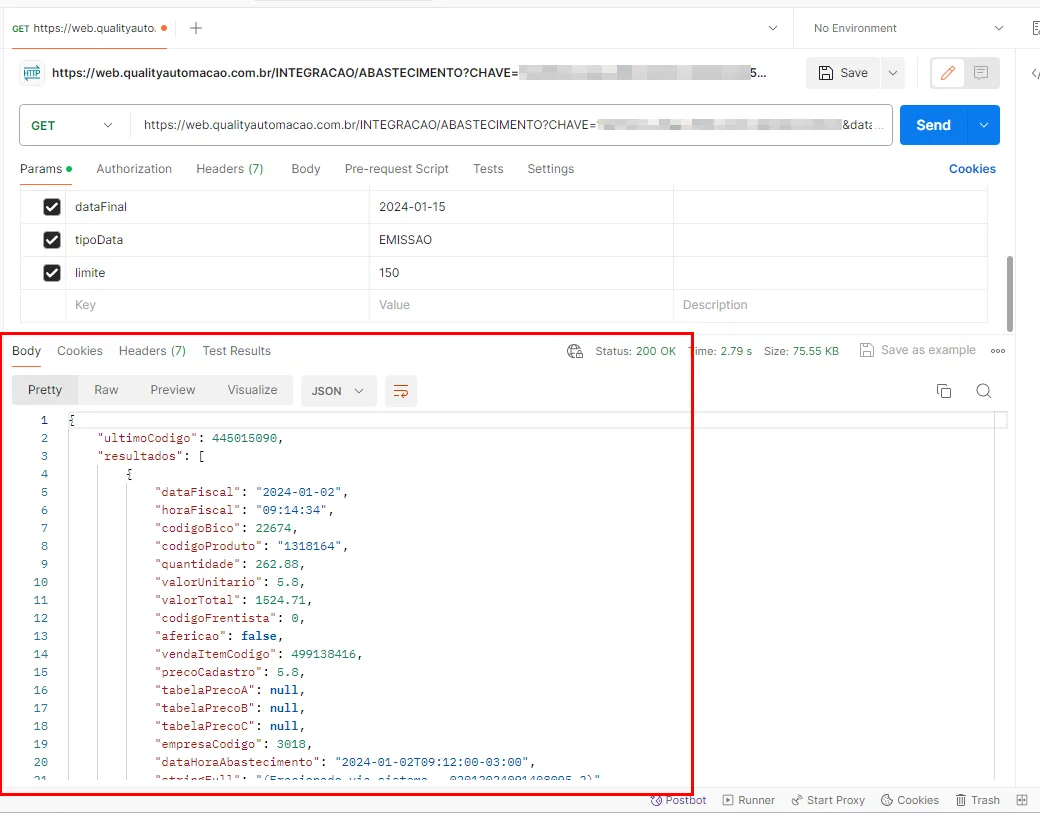 GET https://web.qualityauto.
No Environment
HTTP https://web.qualityautomacao.com.br/INTEGRACAO/ABASTECIMENTO?CHAVE= 5...
Save
GET https://web.qualityautomacao.com.br/INTEGRACAO/ABASTECIMENTO?CHAVE= &data...
Send
Params Authorization Headers (7) Body Pre-request Script Tests Settings Cookies
dataFinal 2024-01-15
tipoData EMISSAO
limite 150
Key Value Description
Body Cookies Headers (7) Test Results Status: 200 OK Time: 2.79 s Size: 75.55 KB Save as example
Pretty Raw Preview Visualize JSON
1 {
2 "ultimoCodigo": 445015090,
3 "resultados": [
4 {
5 "dataFiscal": "2024-01-02",
6 "horaFiscal": "09:14:34",
7 "codigoBico": 22674,
8 "codigoProduto": "1318164",
9 "quantidade": 262.88,
10 "valorUnitario": 5.8,
11 "valorTotal": 1524.71,
12 "codigoFrentista": 0,
13 "afericao": false,
14 "vendaItemCodigo": 499138416,
15 "precoCadastro": 5.8,
16 "tabelaPrecoA": null,
17 "tabelaPrecoB": null,
18 "tabelaPrecoC": null,
19 "empresaCodigo": 3018,
20 "dataHoraAbastecimento": "2024-01-02T09:12:00-03:00",
21 "stringFull": "(Fracionado via sistema
Postbot Runner Start Proxy Cookies Trash